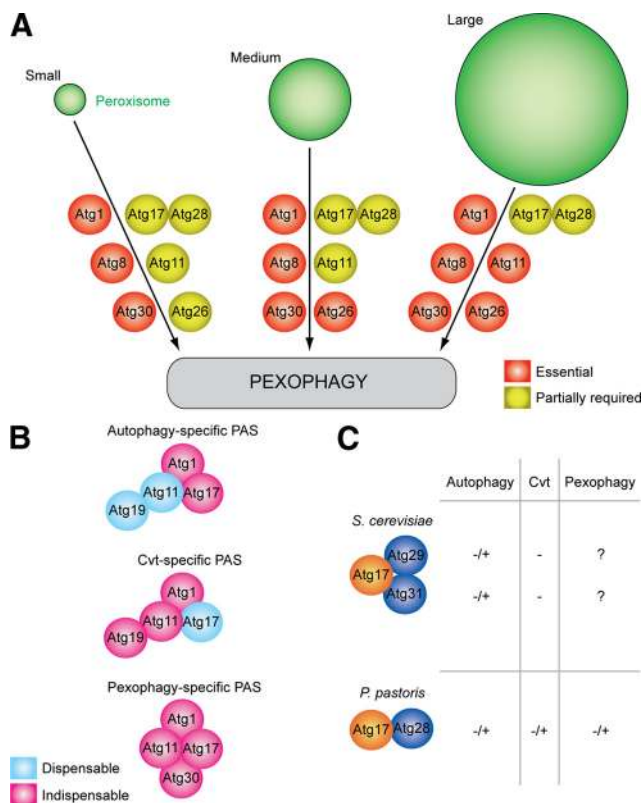 A
Small
Peroxisome
Medium
Large
Atg1 Atg17 Atg28
Atg8 Atg11
Atg30 Atg26
Atg1 Atg17 Atg28
Atg8 Atg11
Atg30 Atg26
Atg1 Atg17 Atg28
Atg8 Atg11
Atg30 Atg26
PEXOPHAGY
Essential
Partially required
B
Autophagy-specific PAS
Atg1
Atg11 Atg17
Atg19
Cvt-specific PAS
Atg1
Atg11 Atg17
Atg19
Pexophagy-specific PAS
Atg1
Atg11 Atg17
Atg30
Dispensable
Indispensable
C
Autophagy Cvt Pexophagy
S. cerevisiae
Atg29 -/+ - ?
Atg17
Atg31 -/+ - ?
P. pastoris
Atg17 Atg28 -/+ -/+ -/+